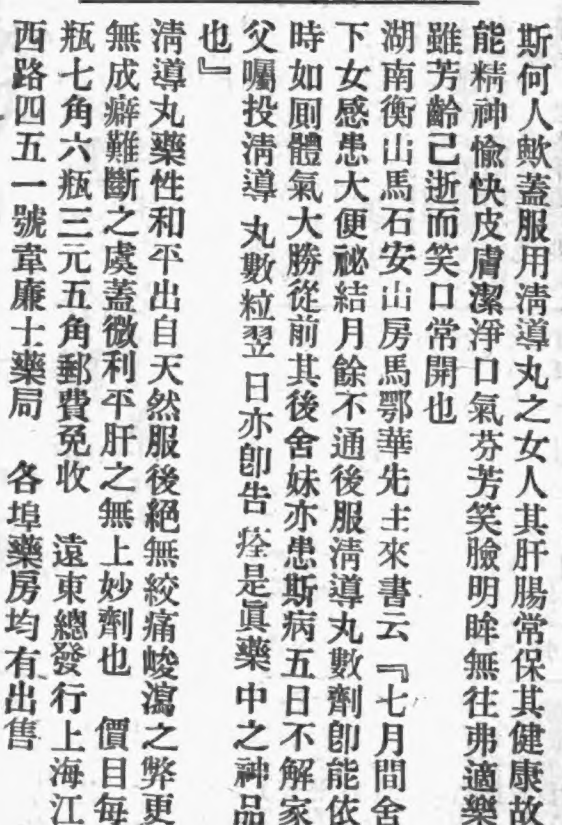 斯何人歟蓋服用淸導丸之女人其肝腸常保其健康故
能精神愉快皮膚潔淨口氣芬芳笑臉明眸無往弗適樂
雖芳齡己逝而笑口常開也
湖南衡山馬石安山房馬鄂華先主來書云『七月間舍
下女感患大便祕結月餘不通後服淸導丸數劑卽能依
時如厠體氣大勝從前其後舍妹亦患斯病五日不解家
父囑投淸導丸數粒翌日亦卽告痊是眞藥中之神品
也』
淸導丸藥性和平出自天然服後絕無絞痛峻瀉之弊更
無成癖難斷之虞蓋微利平肝之無上妙劑也　價目每
瓶七角六瓶三元五角郵費免收　遠東總發行上海江
西路四五一號韋廉士藥局　各埠藥房均有出售